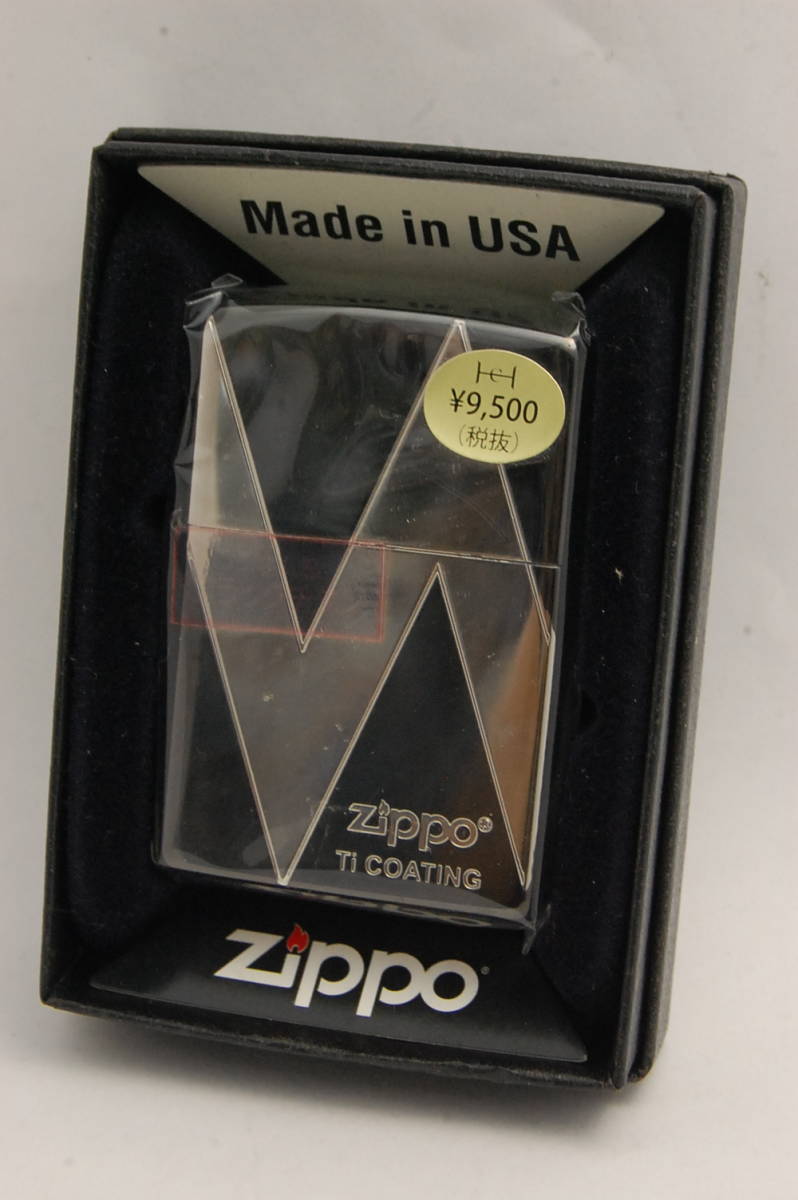 Made in USA
¥9,500
(税抜)
zippo®
Ti COATING
zippo®